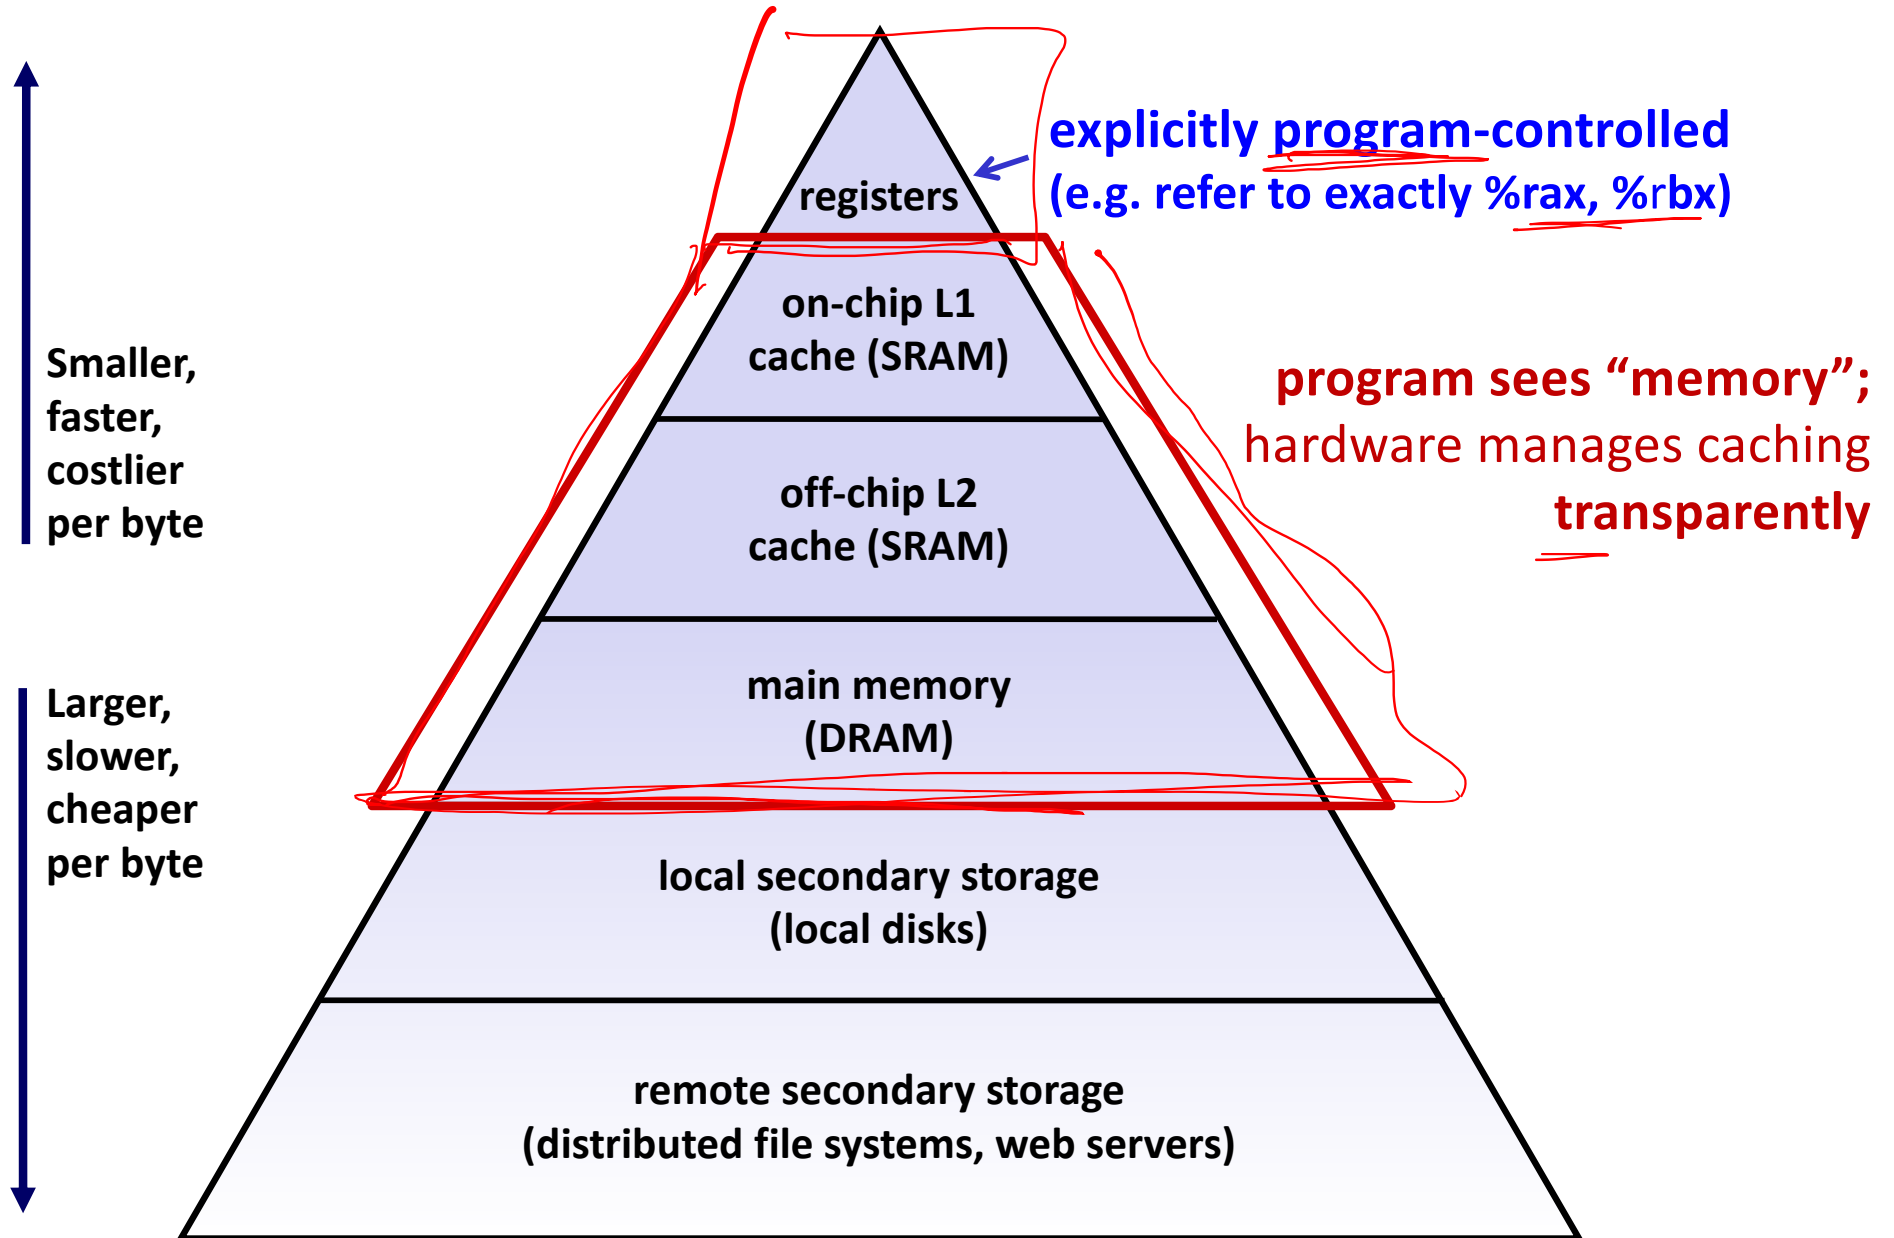 explicitly program-controlled
(e.g. refer to exactly %rax, %rbx)
registers
on-chip L1
cache (SRAM)
Smaller,
faster,
costlier
per byte
program sees “memory”;
hardware manages caching
transparently
off-chip L2
cache (SRAM)
main memory
(DRAM)
Larger,
slower,
cheaper
per byte
local secondary storage
(local disks)
remote secondary storage
(distributed file systems, web servers)